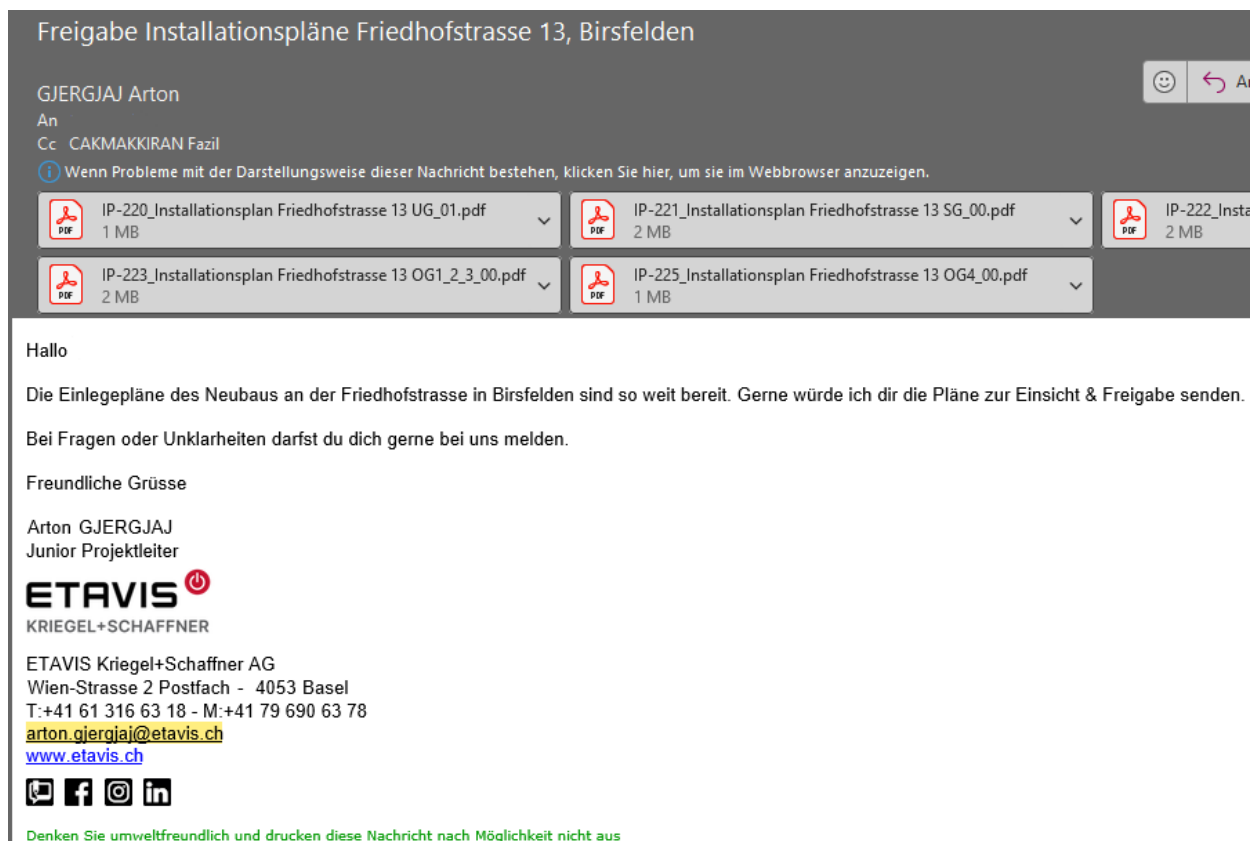 Freigabe Installationspläne Friedhofstrasse 13, Birsfelden
GJERGJAJ Arton
An
Cc CAKMAKKIRAN Fazil
Wenn Probleme mit der Darstellungsweise dieser Nachricht bestehen, klicken Sie hier, um sie im Webbrowser anzuzeigen.
IP-220_Installationsplan Friedhofstrasse 13 UG_01.pdf
1 MB
IP-221_Installationsplan Friedhofstrasse 13 SG_00.pdf
2 MB
2 MB
IP-223_Installationsplan Friedhofstrasse 13 OG1_2_3_00.pdf
2 MB
IP-225_Installationsplan Friedhofstrasse 13 OG4_00.pdf
1 MB
Hallo
Die Einlegepläne des Neubaus an der Friedhofstrasse in Birsfelden sind so weit bereit. Gerne würde ich dir die Pläne zur Einsicht & Freigabe senden.
Bei Fragen oder Unklarheiten darfst du dich gerne bei uns melden.
Freundliche Grüsse
Arton GJERGJAJ
Junior Projektleiter
ETAVIS
KRIEGEL+SCHAFFNER
ETAVIS Kriegel+Schaffner AG
Wien-Strasse 2 Postfach - 4053 Basel
T:+41 61 316 63 18 - M:+41 79 690 63 78
arton.gjergjaj@etavis.ch
www.etavis.ch
Denken Sie umweltfreundlich und drucken diese Nachricht nach Möglichkeit nicht aus